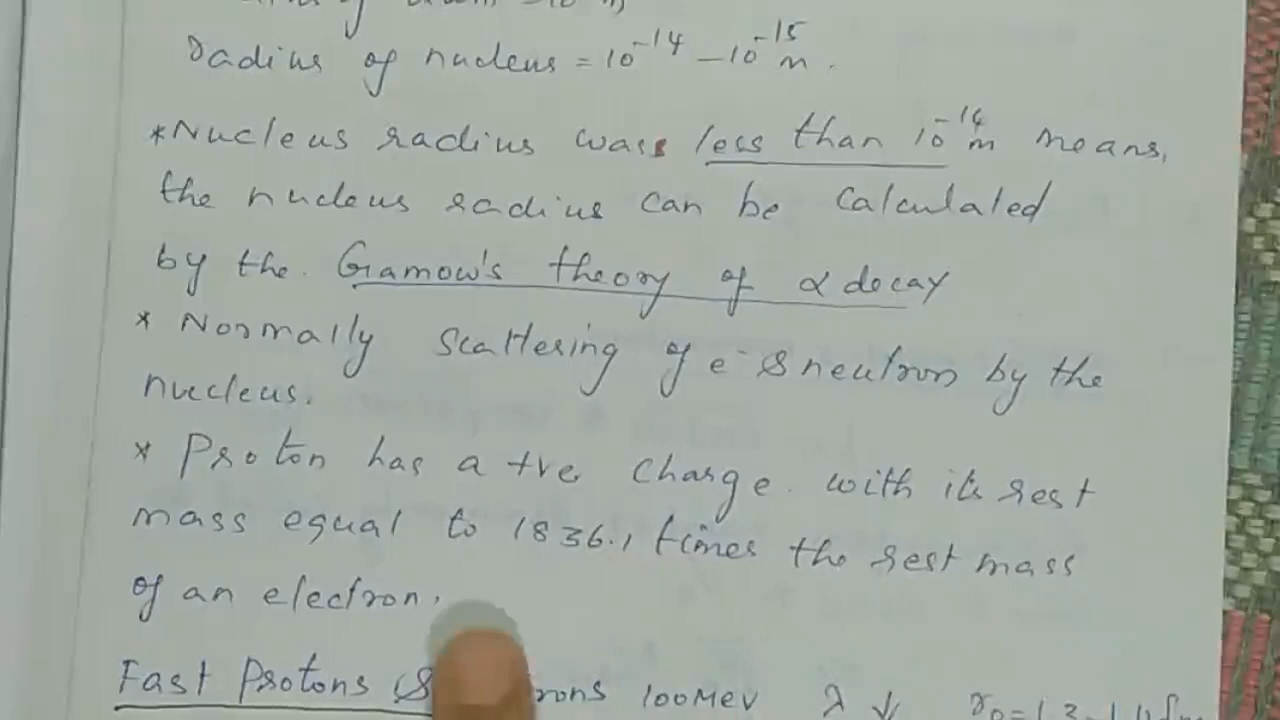 radius of nucleus = 10⁻¹⁴ – 10⁻¹⁵ m.
*Nucleus radius was less than 10⁻¹⁴ m means,
the nucleus radius can be calculated
by the Gamow's theory of α decay
* Normally scattering of e⁻ & neutron by the
nucleus.
* Proton has a +ve charge. with its rest
mass equal to 1836.1 times the rest mass
of an electron.
Fast Protons & 100 MeV λ ↓